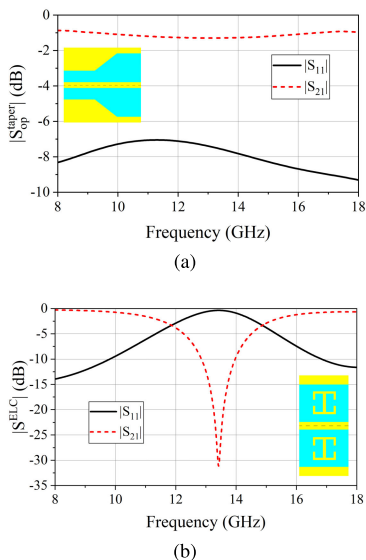 0
-2
-4
-6
-8
-10
|S_op^taper| (dB)
|S₁₁|
|S₂₁|
8 10 12 14 16 18
Frequency (GHz)
(a)
0
-5
-10
-15
-20
-25
-30
-35
|S^ELC| (dB)
|S₁₁|
|S₂₁|
8 10 12 14 16 18
Frequency (GHz)
(b)